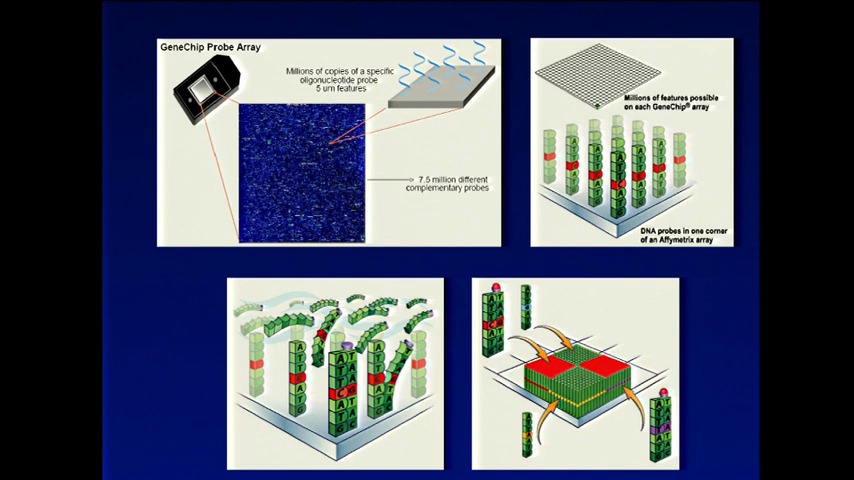 GeneChip Probe Array
Millions of copies of a specific
oligonucleotide probe
5 um features
7.5 million different
complementary probes
Millions of features possible
on each GeneChip® array
DNA probes in one corner
of an Affymetrix array